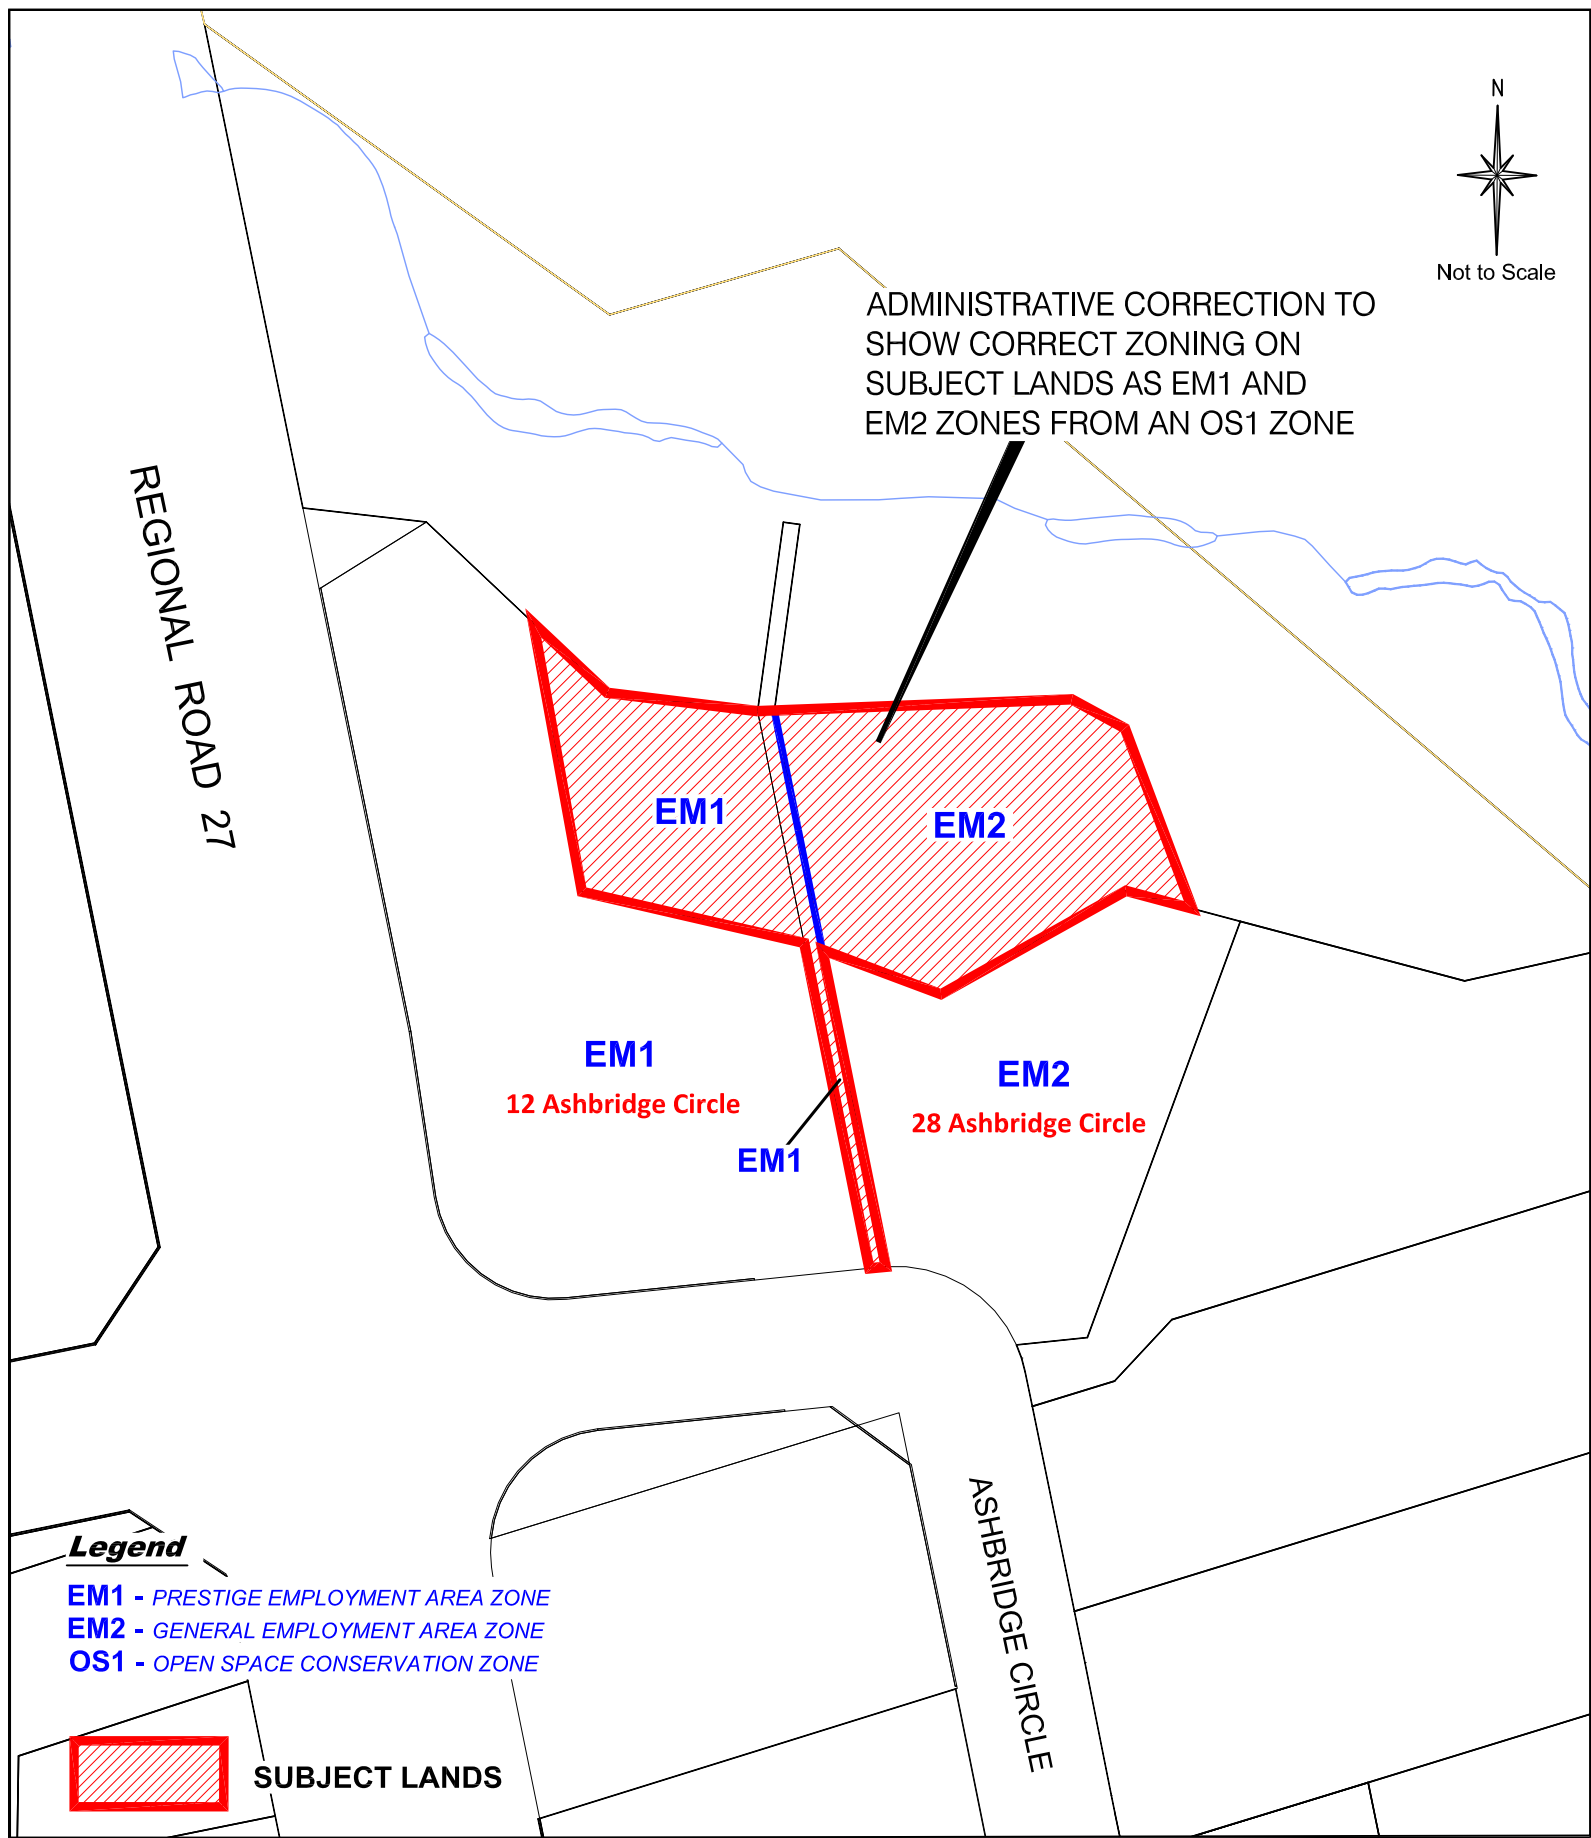 N
Not to Scale
ADMINISTRATIVE CORRECTION TO
SHOW CORRECT ZONING ON
SUBJECT LANDS AS EM1 AND
EM2 ZONES FROM AN OS1 ZONE
REGIONAL ROAD 27
EM1
EM2
EM1
12 Ashbridge Circle
EM2
28 Ashbridge Circle
EM1
ASHBRIDGE CIRCLE
Legend
EM1 - PRESTIGE EMPLOYMENT AREA ZONE
EM2 - GENERAL EMPLOYMENT AREA ZONE
OS1 - OPEN SPACE CONSERVATION ZONE
SUBJECT LANDS